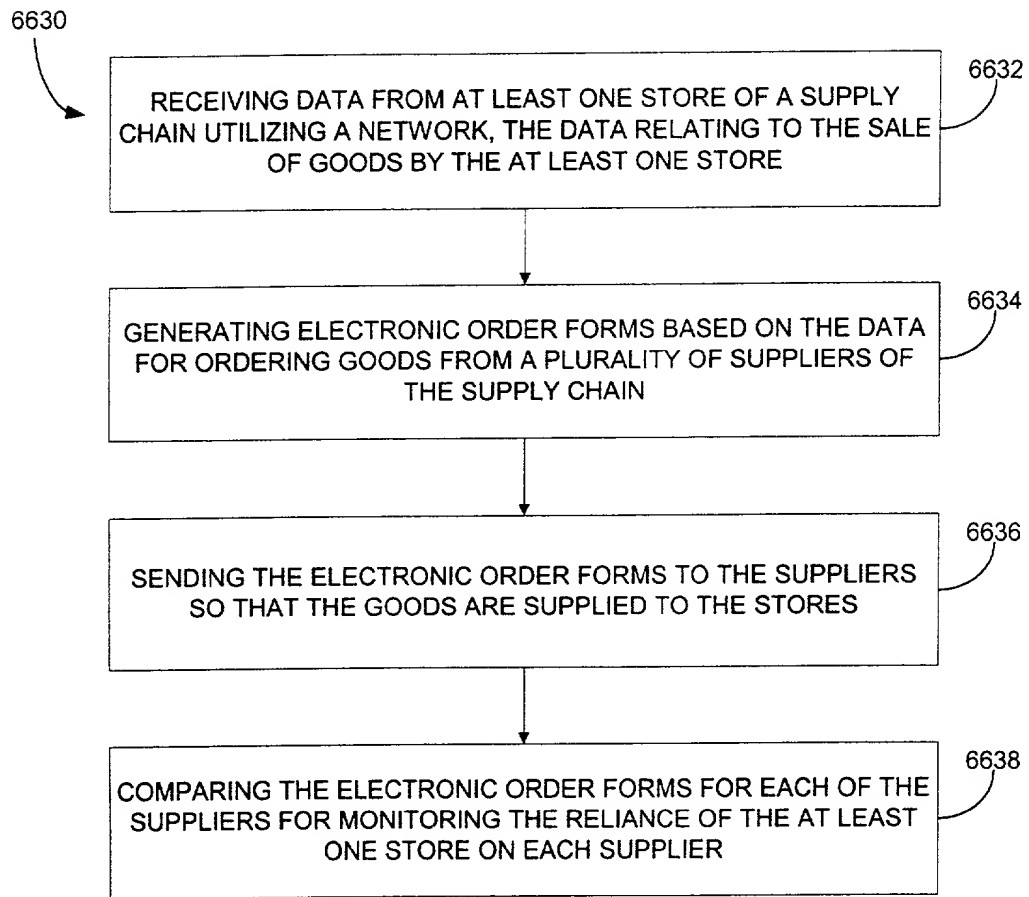 6630
6632
RECEIVING DATA FROM AT LEAST ONE STORE OF A SUPPLY
CHAIN UTILIZING A NETWORK, THE DATA RELATING TO THE SALE
OF GOODS BY THE AT LEAST ONE STORE
6634
GENERATING ELECTRONIC ORDER FORMS BASED ON THE DATA
FOR ORDERING GOODS FROM A PLURALITY OF SUPPLIERS OF
THE SUPPLY CHAIN
6636
SENDING THE ELECTRONIC ORDER FORMS TO THE SUPPLIERS
SO THAT THE GOODS ARE SUPPLIED TO THE STORES
6638
COMPARING THE ELECTRONIC ORDER FORMS FOR EACH OF THE
SUPPLIERS FOR MONITORING THE RELIANCE OF THE AT LEAST
ONE STORE ON EACH SUPPLIER